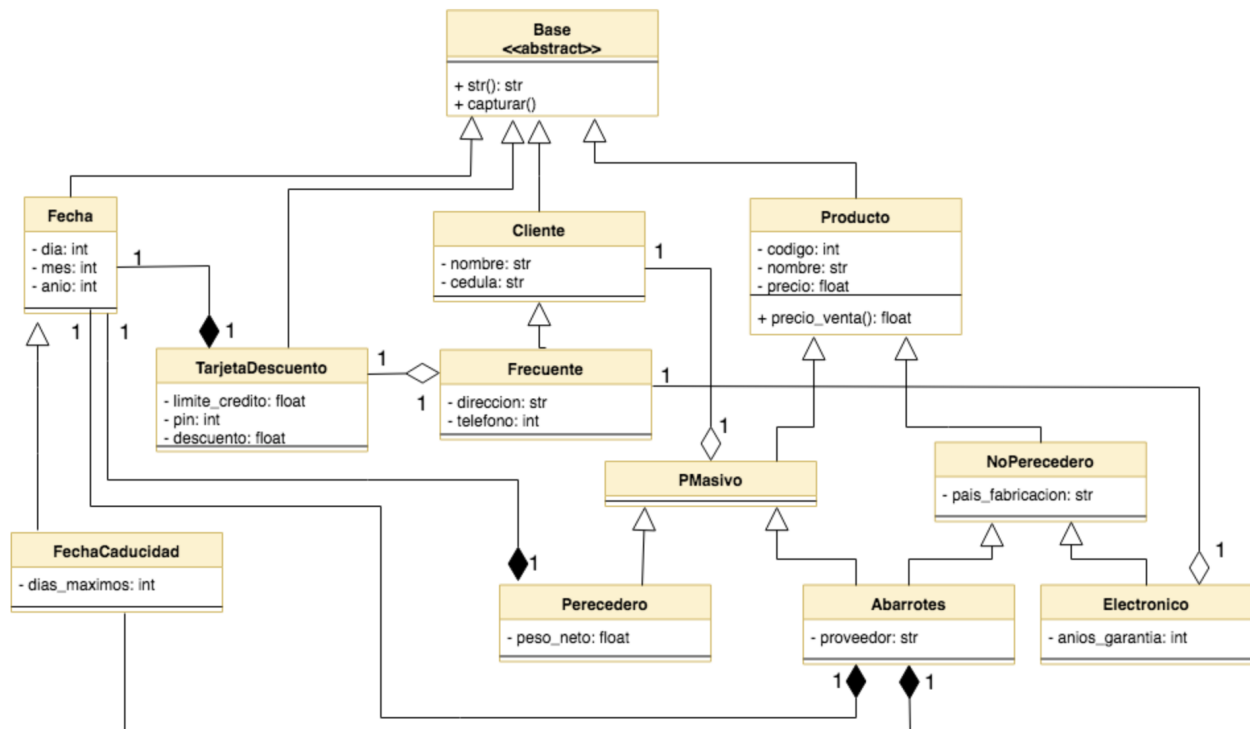 Base
<<abstract>>
+ str(): str
+ capturar()
Fecha
- dia: int
- mes: int
- anio: int
Cliente
- nombre: str
- cedula: str
Producto
- codigo: int
- nombre: str
- precio: float
+ precio_venta(): float
1
1
1
1
1
TarjetaDescuento
- limite_credito: float
- pin: int
- descuento: float
1
1
Frecuente
- direccion: str
- telefono: int
1
1
PMasivo
NoPerecedero
- pais_fabricacion: str
FechaCaducidad
- dias_maximos: int
1
1
Perecedero
- peso_neto: float
Abarrotes
- proveedor: str
Electronico
- anios_garantia: int
1
1